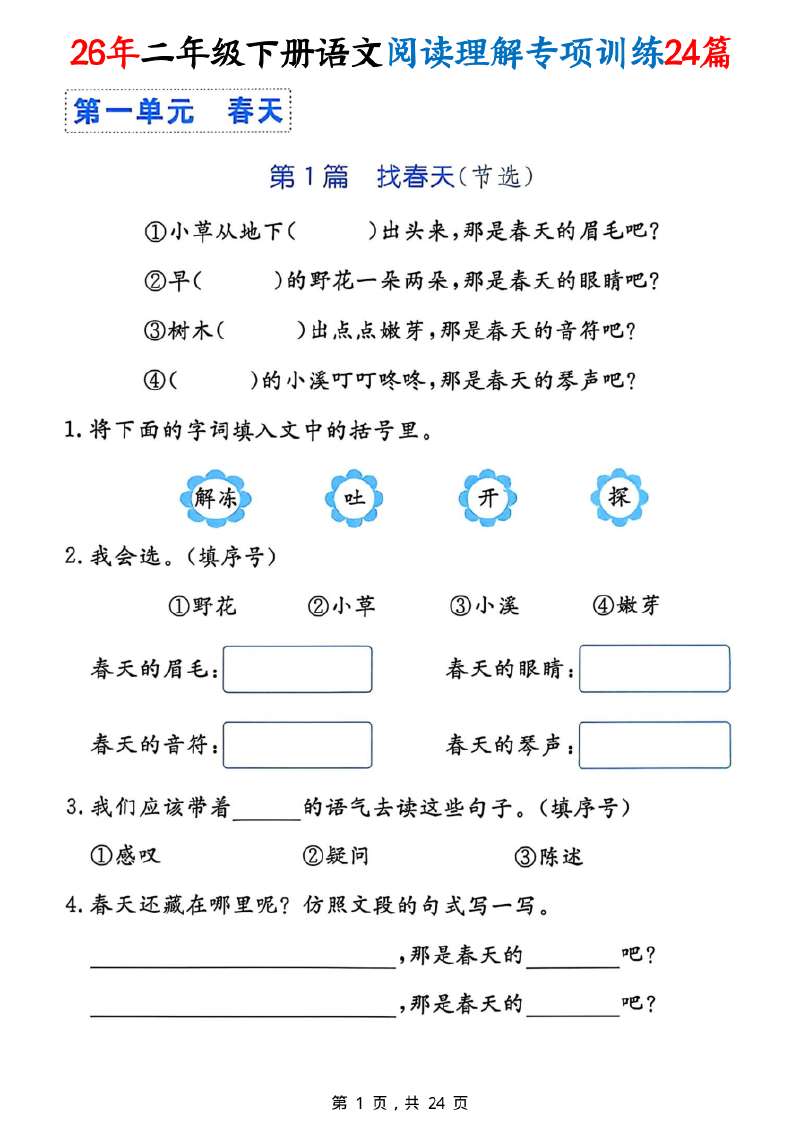 26年二年级下册语文阅读理解专项训练24篇
第一单元 春天
第1篇 找春天(节选)
①小草从地下( )出头来,那是春天的眉毛吧?
②早( )的野花一朵两朵,那是春天的眼睛吧?
③树木( )出点点嫩芽,那是春天的音符吧?
④( )的小溪叮叮咚咚,那是春天的琴声吧?
1.将下面的字词填入文中的括号里。
解冻 吐 开 探
2.我会选。(填序号)
①野花 ②小草 ③小溪 ④嫩芽
春天的眉毛: 春天的眼睛:
春天的音符: 春天的琴声:
3.我们应该带着______的语气去读这些句子。(填序号)
①感叹 ②疑问 ③陈述
4.春天还藏在哪里呢?仿照文段的句式写一写。
__________________________,那是春天的________吧?
__________________________,那是春天的________吧?
第 1 页,共 24 页